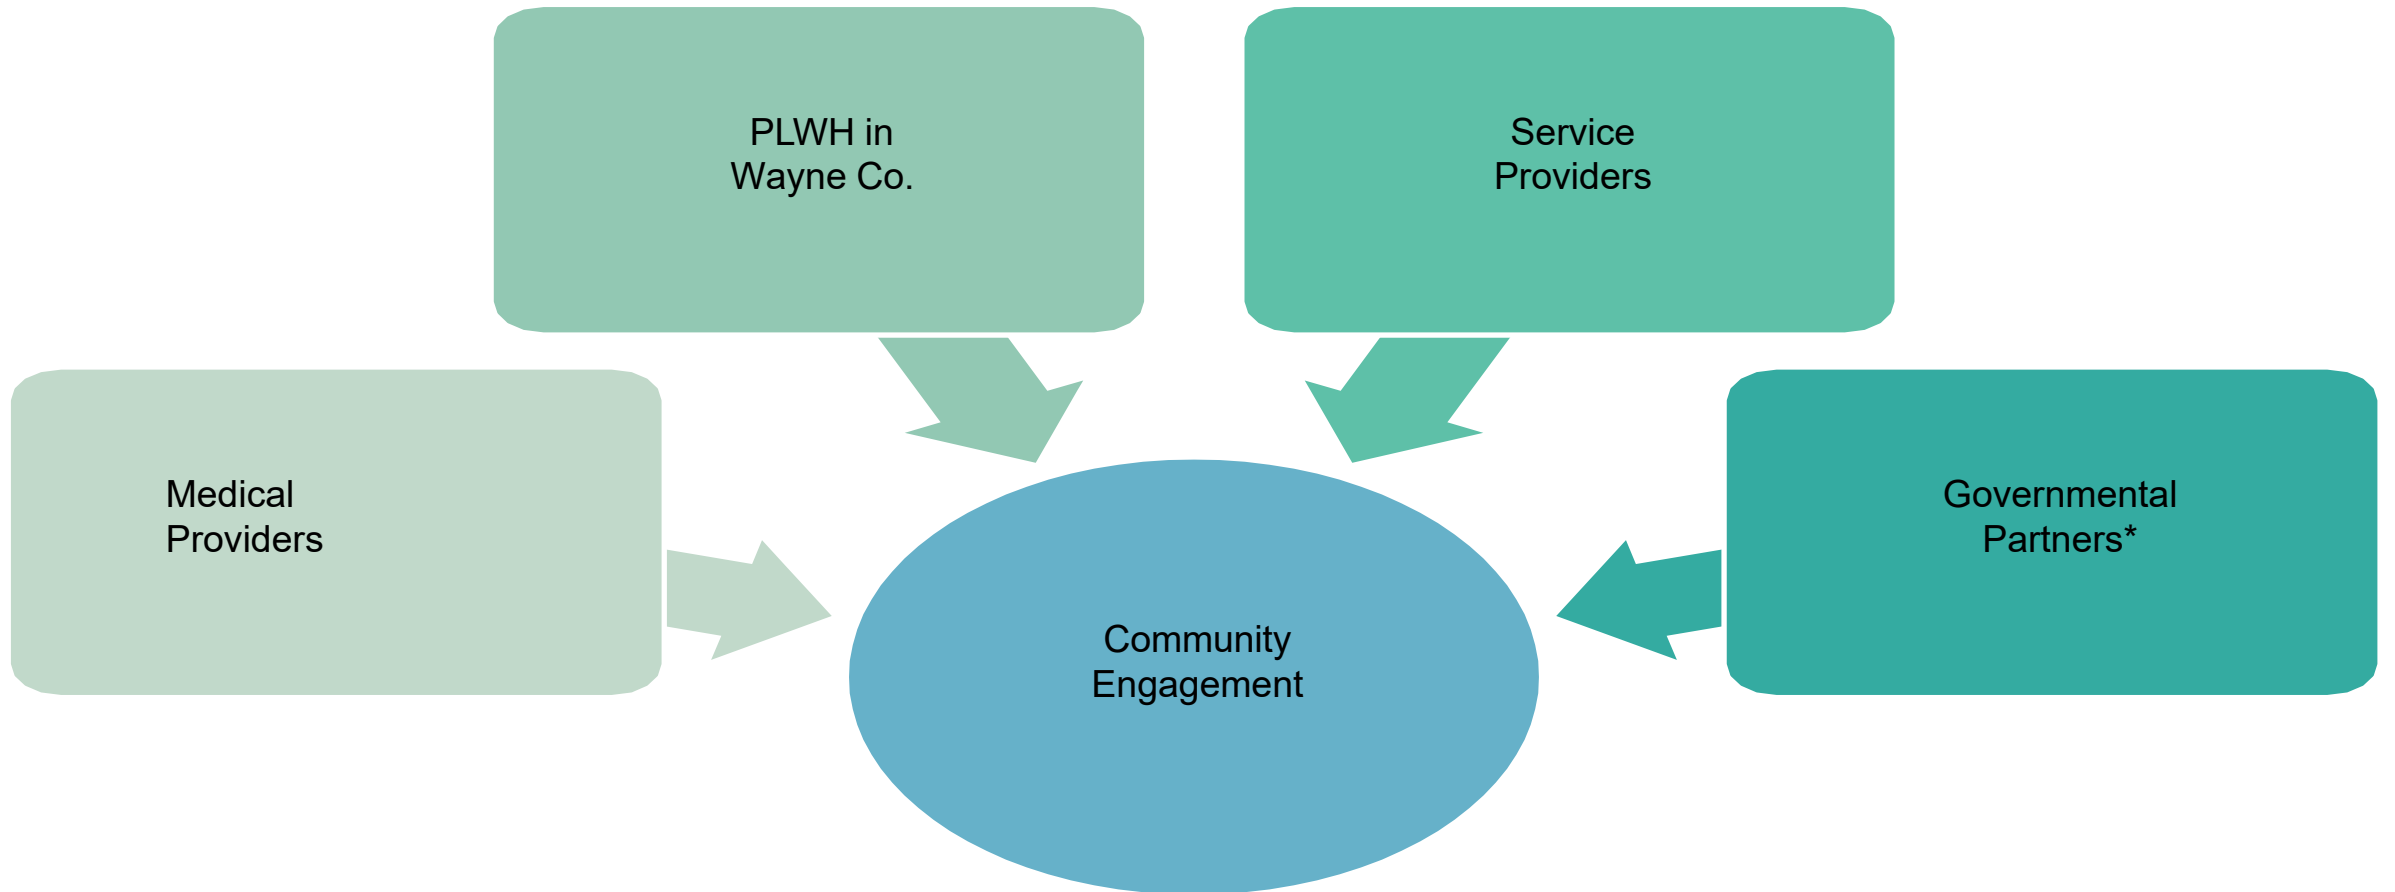 PLWH in
Wayne Co.
Service
Providers
Medical
Providers
Governmental
Partners*
Community
Engagement